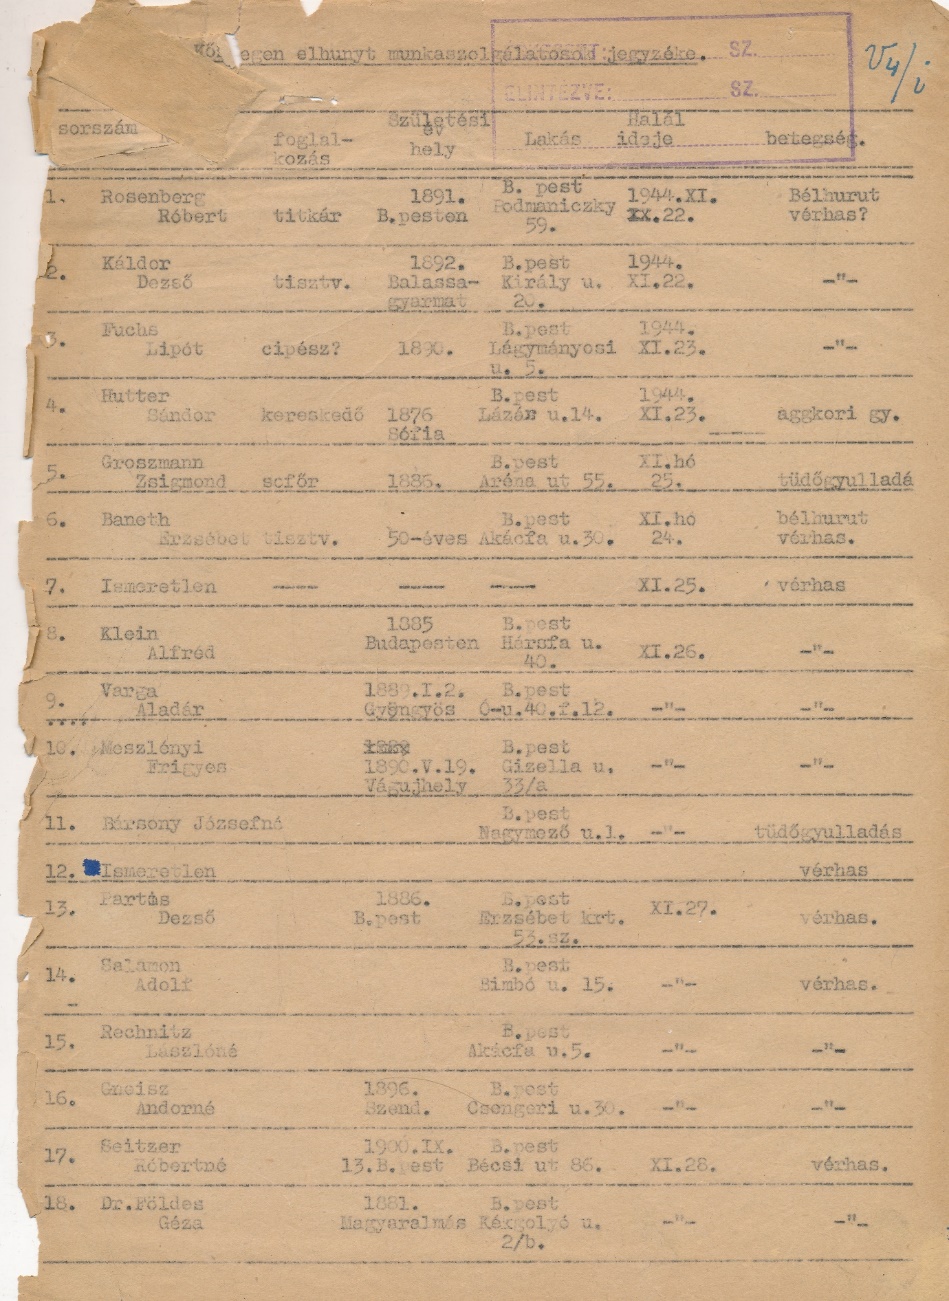 egen elhunyt munkaszolgálatosok jegyzéke.
SZ.
ELINTÉZVE: SZ.
V4/i
sorszám foglal-kozás Születési év hely Lakás Halál ideje betegség.
1. Rosenberg 1891. B. pest 1944.XI. Bélhurut
Róbert titkár B.pesten Podmaniczky XX.22. vérhas?
59.
2. Káldor 1892. B.pest 1944.
Dezső tisztv. Balassa- Király u. XI.22. -"-
gyarmat 20.
3. Fuchs B.pest 1944.
Lipót cipész? 1890. Lágymányosi XI.23. -"-
u. 5.
4. Hutter B.pest 1944.
Sándor kereskedő 1876 Lázár u.14. XI.23. aggkori gy.
Sófia
5. Groszmann B.pest XI.hó
Zsigmond scfőr 1886. Aréna ut 55. 25. tüdőgyulladá
6. Baneth B.pest XI.hó bélhurut
Erzsébet tisztv. 50-éves Akácfa u.30. 24. vérhas.
7. Ismeretlen ---- ---- ---- XI.25. vérhas
8. Klein 1885 B.pest
Alfréd Budapesten Hársfa u. XI.26. -"-
40.
9. Varga 1889.I.2. B.pest
Aladár Gyöngyös Ó-u.40.f.12. -"- -"-
10. Meszlényi B.pest
Frigyes 1890.V.19. Gizella u. -"- -"-
Vágujhely 33/a
11. Bársony Józsefné B.pest
Nagymező u.1. -"- tüdőgyulladás
12. Ismeretlen vérhas
13. Partos 1886. B.pest XI.27.
Dezső B.pest Erzsébet krt. vérhas.
53.sz.
14. Salamon B.pest
Adolf Bimbó u. 15. -"- vérhas.
15. Rechnitz B.pest
Lászlóné Akácfa u.5. -"- -"-
16. Gneisz 1896. B.pest
Andorné Szend. Csengeri u.30. -"- -"-
17. Seitzer 1900.IX. B.pest
Róbertné 13.B.pest Bécsi ut 86. XI.28. vérhas.
18. Dr.Földes 1881. B.pest
Géza Magyaralmás Kékgolyó u. -"- -"-
2/b.